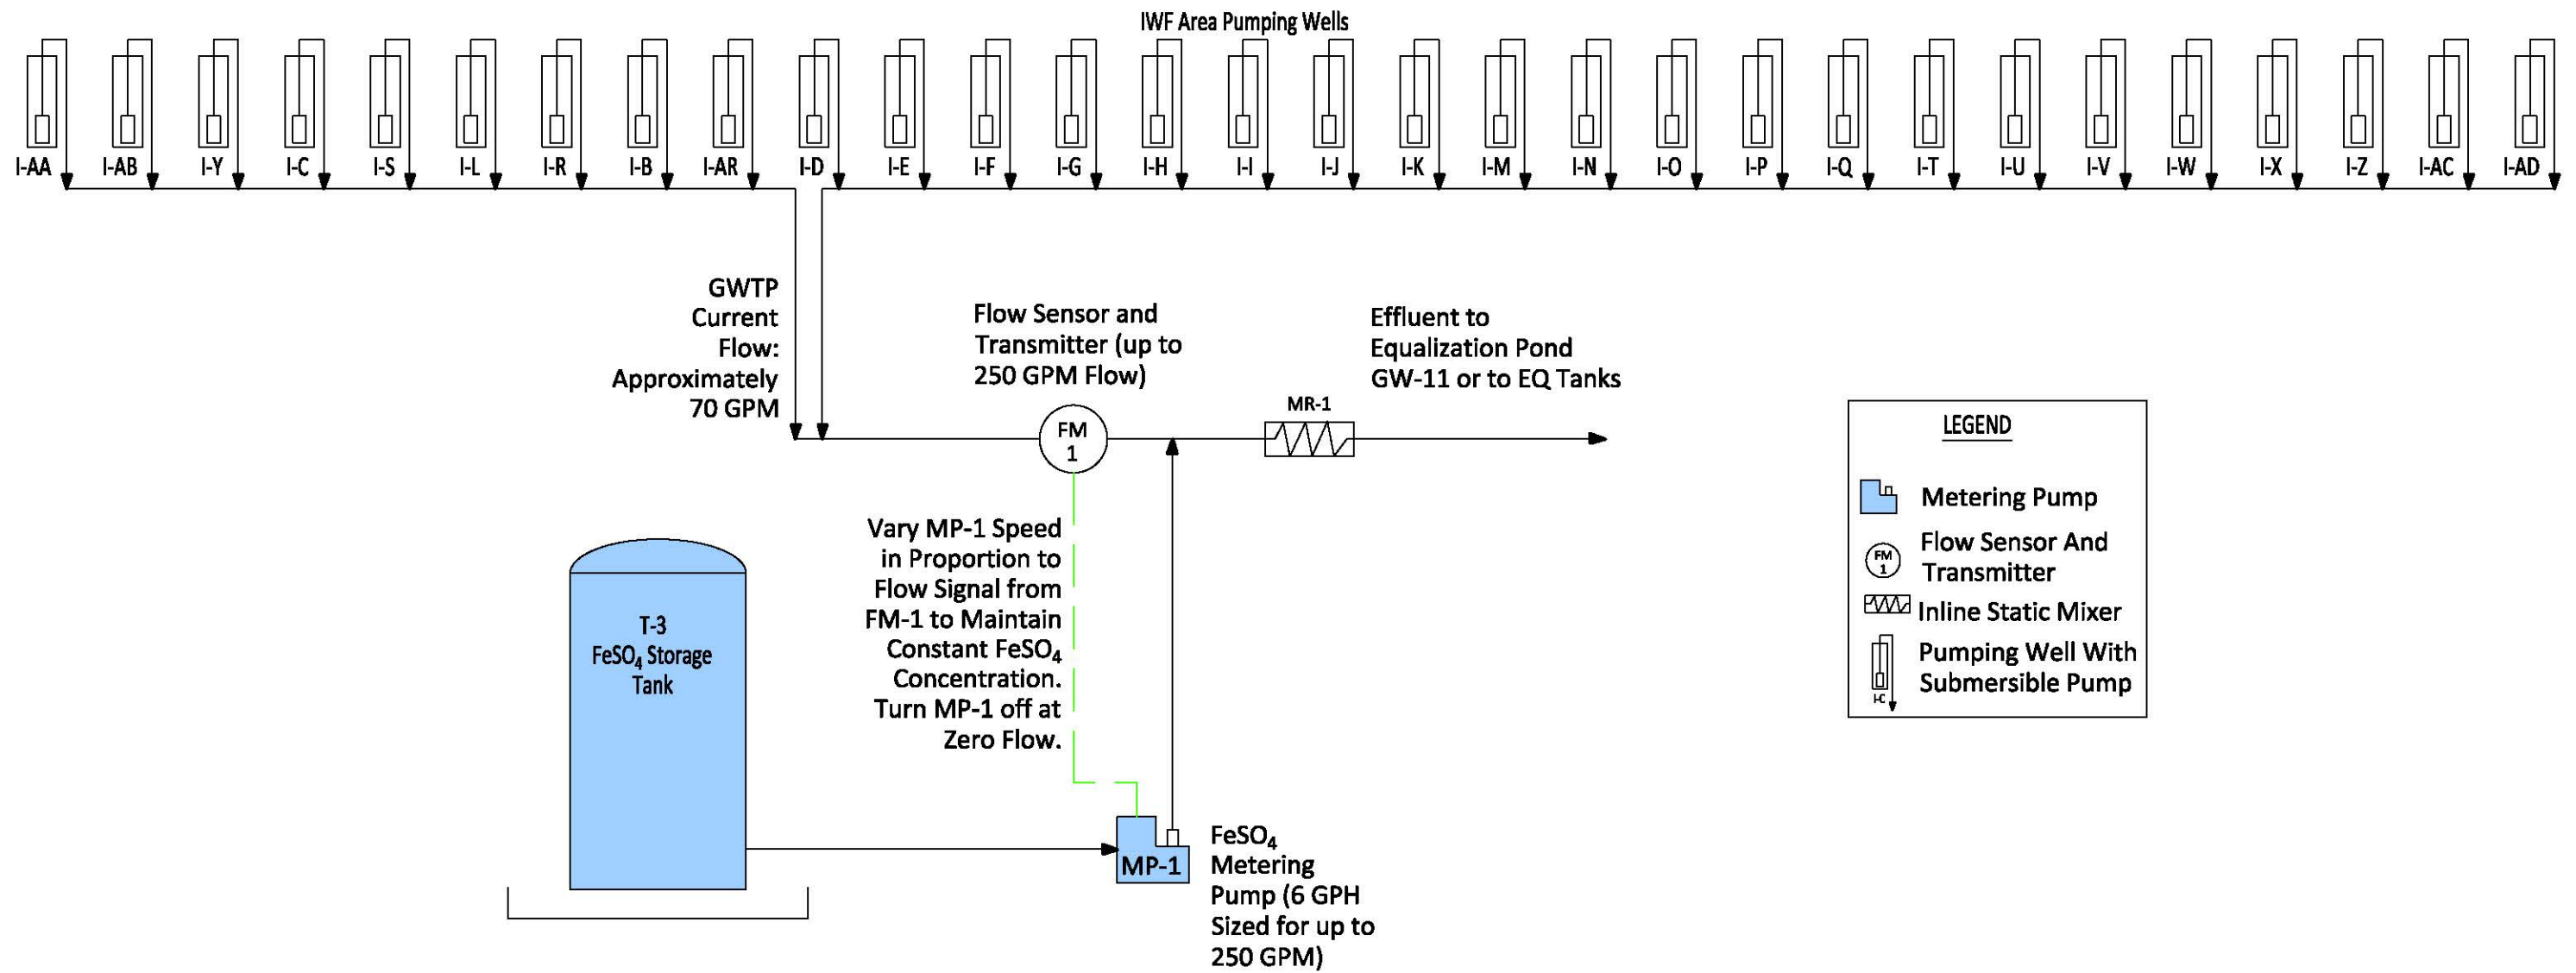 IWF Area Pumping Wells
I-AA I-AB I-Y I-C I-S I-L I-R I-B I-AR I-D I-E I-F I-G I-H I-I I-J I-K I-M I-N I-O I-P I-Q I-T I-U I-V I-W I-X I-Z I-AC I-AD
GWTP
Current
Flow:
Approximately
70 GPM
Flow Sensor and
Transmitter (up to
250 GPM Flow)
Effluent to
Equalization Pond
GW-11 or to EQ Tanks
FM
1
MR-1
Vary MP-1 Speed
in Proportion to
Flow Signal from
FM-1 to Maintain
Constant FeSO₄
Concentration.
Turn MP-1 off at
Zero Flow.
T-3
FeSO₄ Storage
Tank
MP-1
FeSO₄
Metering
Pump (6 GPH
Sized for up to
250 GPM)
LEGEND
Metering Pump
FM
1
Flow Sensor And
Transmitter
Inline Static Mixer
I-C
Pumping Well With
Submersible Pump